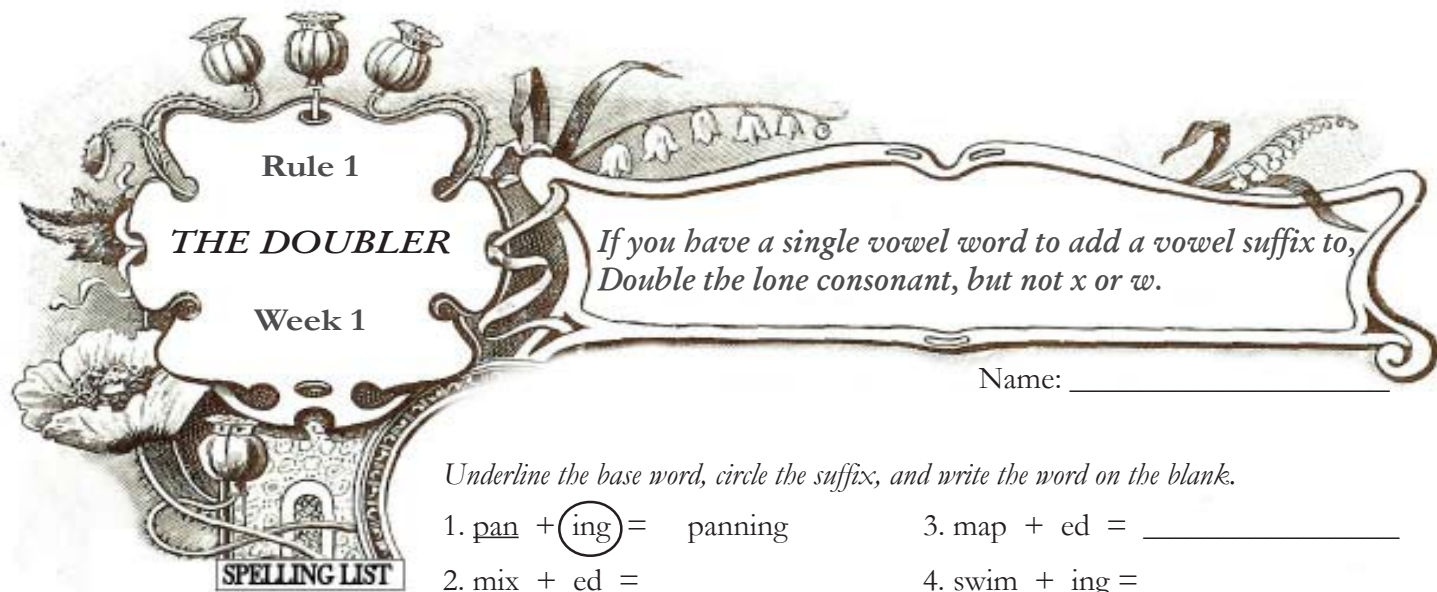 Rule 1
THE DOUBLER
Week 1
If you have a single vowel word to add a vowel suffix to,
Double the lone consonant, but not x or w.
Name: ____________________
Underline the base word, circle the suffix, and write the word on the blank.
1. pan + ing = panning
3. map + ed = ________________
2. mix + ed =
4. swim + ing =
SPELLING LIST